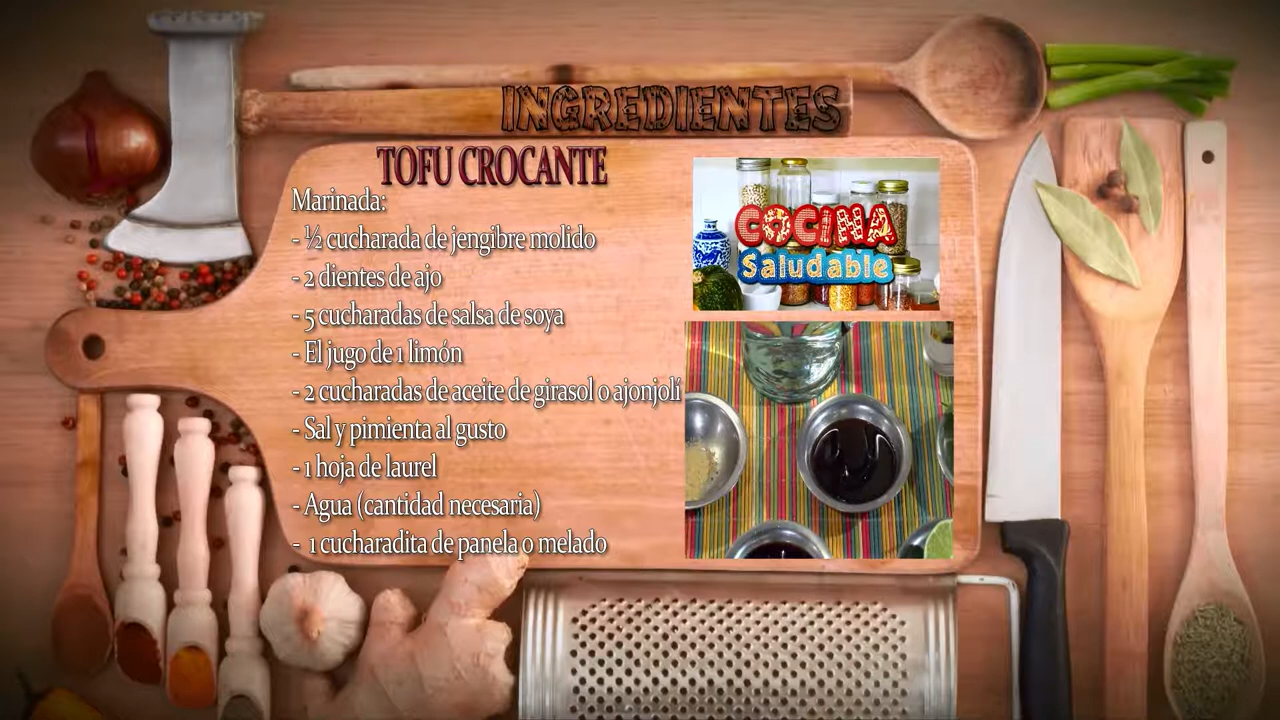 INGREDIENTES
TOFU CROCANTE
Marinada:
- ½ cucharada de jengibre molido
- 2 dientes de ajo
- 5 cucharadas de salsa de soya
- El jugo de 1 limón
- 2 cucharadas de aceite de girasol o ajonjolí
- Sal y pimienta al gusto
- 1 hoja de laurel
- Agua (cantidad necesaria)
- 1 cucharadita de panela o melado
COCINA
Saludable